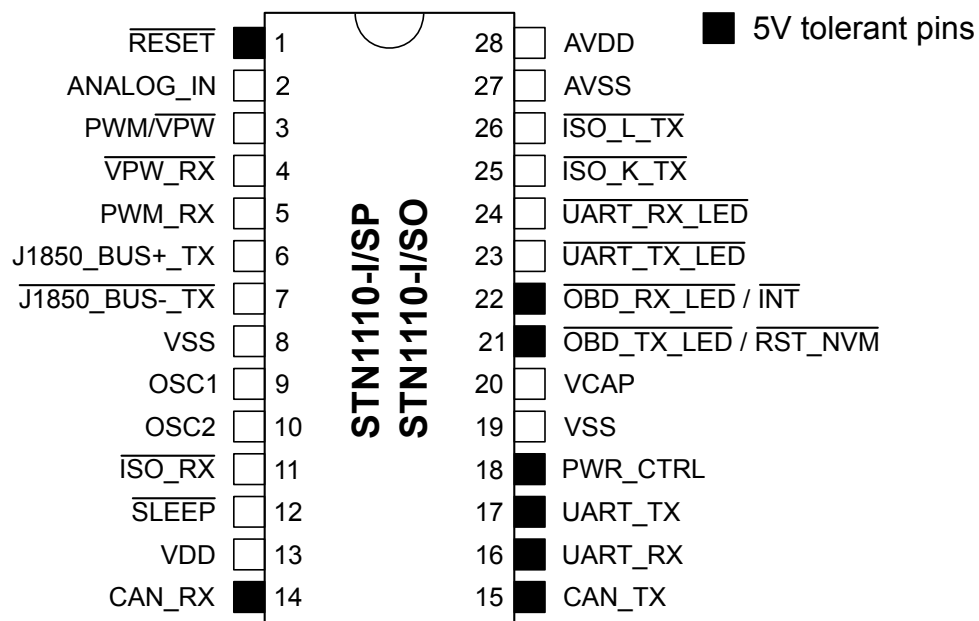 5V tolerant pins
RESET 1
ANALOG_IN 2
PWM/VPW 3
VPW_RX 4
PWM_RX 5
J1850_BUS+_TX 6
J1850_BUS-_TX 7
VSS 8
OSC1 9
OSC2 10
ISO_RX 11
SLEEP 12
VDD 13
CAN_RX 14
STN1110-I/SP
STN1110-I/SO
28 AVDD
27 AVSS
26 ISO_L_TX
25 ISO_K_TX
24 UART_RX_LED
23 UART_TX_LED
22 OBD_RX_LED / INT
21 OBD_TX_LED / RST_NVM
20 VCAP
19 VSS
18 PWR_CTRL
17 UART_TX
16 UART_RX
15 CAN_TX